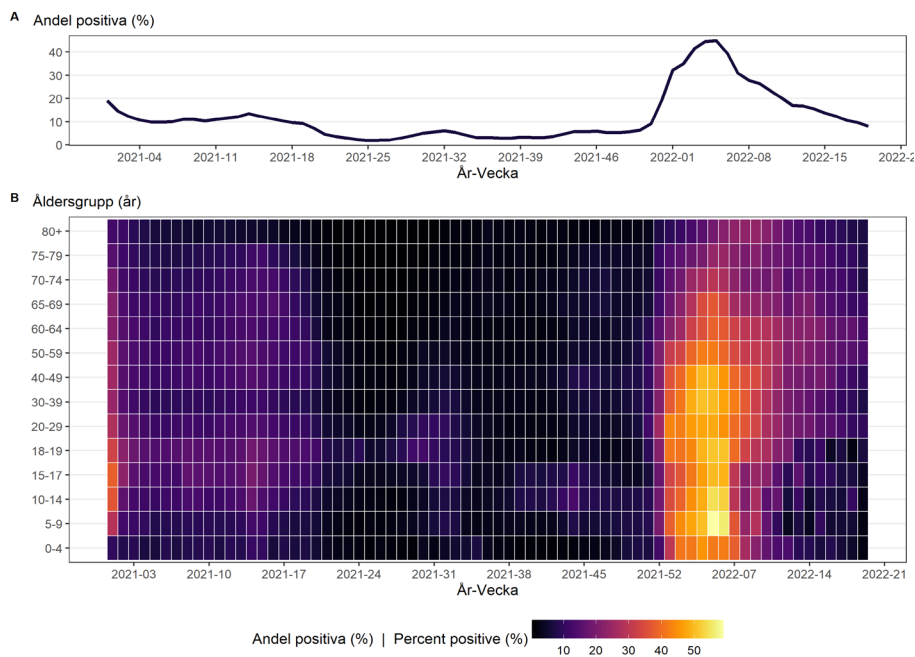 A Andel positiva (%)
40
30
20
10
0
2021-04 2021-11 2021-18 2021-25 2021-32 2021-39 2021-46 2022-01 2022-08 2022-15 2022-2
År-Vecka
B Åldersgrupp (år)
80+
75-79
70-74
65-69
60-64
50-59
40-49
30-39
20-29
18-19
15-17
10-14
5-9
0-4
2021-03 2021-10 2021-17 2021-24 2021-31 2021-38 2021-45 2021-52 2022-07 2022-14 2022-21
År-Vecka
Andel positiva (%) | Percent positive (%)
10 20 30 40 50